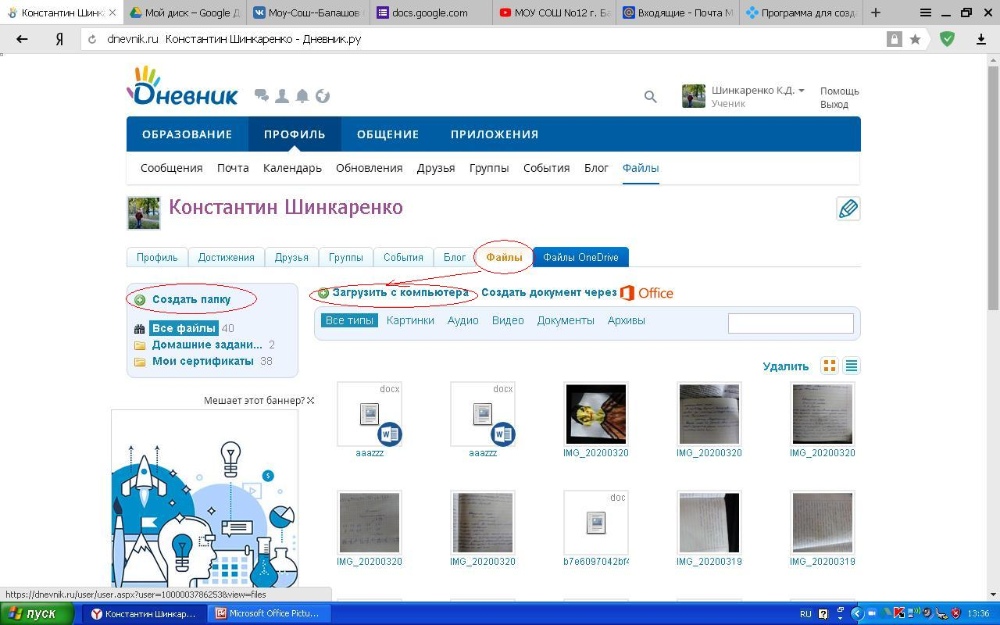 Константин Шинка
Мой диск – Google Д
Моу-Сош--Балашов
docs.google.com
МОУ СОШ No12 г. Ба
Входящие - Почта М
Программа для созда
Я
dnevnik.ru Константин Шинкаренко - Дневник.ру
Дневник
Шинкаренко К.Д.
Ученик
Помощь
Выход
ОБРАЗОВАНИЕ ПРОФИЛЬ ОБЩЕНИЕ ПРИЛОЖЕНИЯ
Сообщения Почта Календарь Обновления Друзья Группы События Блог Файлы
Константин Шинкаренко
Профиль Достижения Друзья Группы События Блог Файлы Файлы OneDrive
Создать папку
Все файлы 40
Домашние задани... 2
Мои сертификаты 38
Загрузить с компьютера Создать документ через Office
Все типы Картинки Аудио Видео Документы Архивы
Удалить
Мешает этот баннер?
docx docx
aaazzz aaazzz IMG_20200320 IMG_20200320 IMG_20200320
doc
IMG_20200320 IMG_20200320 b7e6097042bf4 IMG_20200319 IMG_20200319
$
https://dnevnik.ru/user/user.aspx?user=1000003786253&view=files
пуск
Константин Шинкар...
Microsoft Office Pictu...
RU
13:36